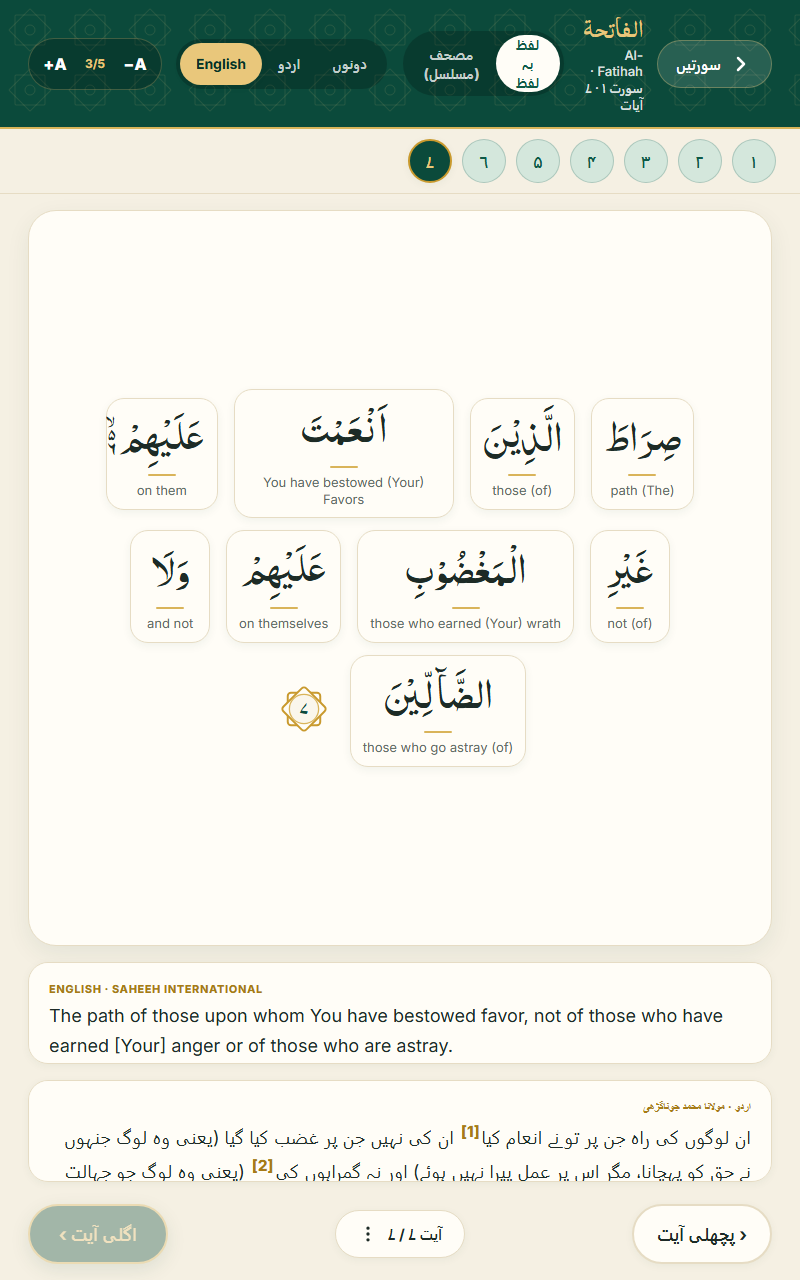 سورتیں
الفاتحة
Al-
Fatihah ·
سورت ۱ · ۷
آیات
لفظ
بہ
لفظ
مصحف
(مسلسل)
دونوں
اردو
English
A−
3/5
A+
۱
۲
۳
۴
۵
٦
۷
صِرَاطَ
path (The)
الَّذِيْنَ
those (of)
اَنْعَمْتَ
You have bestowed (Your)
Favors
عَلَيْهِمْ ۙ۬ۦ
on them
غَيْرِ
not (of)
الْمَغْضُوْبِ
those who earned (Your) wrath
عَلَيْهِمْ
on themselves
وَلَا
and not
الضَّآلِّيْنَ
those who go astray (of)
۷
ENGLISH · SAHEEH INTERNATIONAL
The path of those upon whom You have bestowed favor, not of those who have
earned [Your] anger or of those who are astray.
اردو · مولانا محمد جوناگڑھی
ان لوگوں کی راہ جن پر تو نے انعام کیا[1] ان کی نہیں جن پر غضب کیا گیا (یعنی وہ لوگ جنہوں
نے حق کو پہچانا، مگر اس پر عمل پیرا نہیں ہوئے) اور نہ گمراہوں کی[2] (یعنی وہ لوگ جو جہالت
پچھلی آیت
آیت ۷ / ۷
اگلی آیت